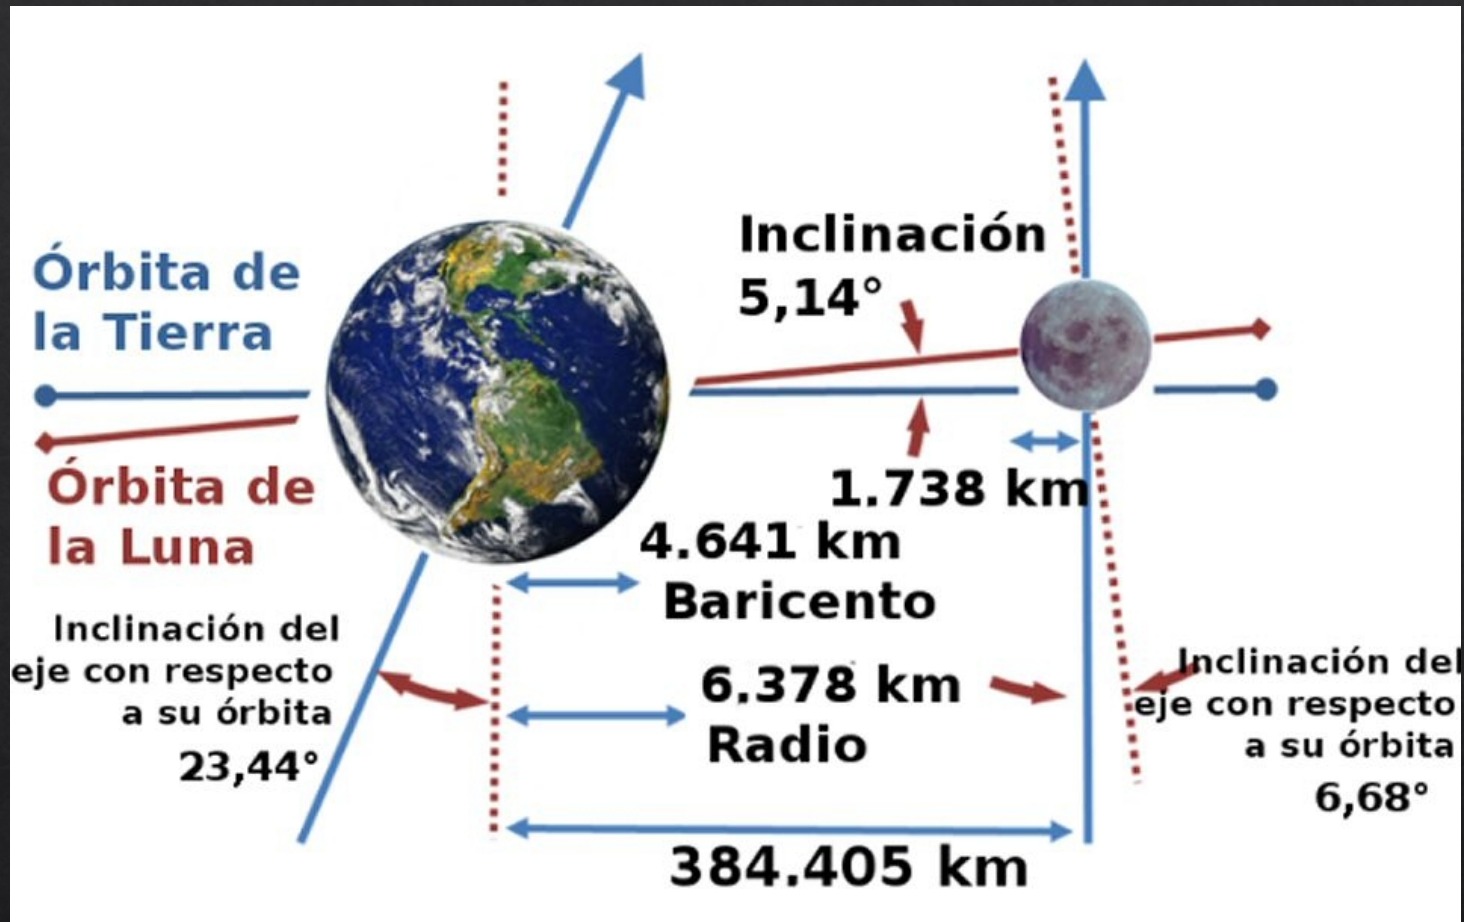 Órbita de
la Tierra
Órbita de
la Luna
Inclinación
5,14°
1.738 km
4.641 km
Baricento
Inclinación del
eje con respecto
a su órbita
23,44°
6.378 km
Radio
Inclinación del
eje con respecto
a su órbita
6,68°
384.405 km